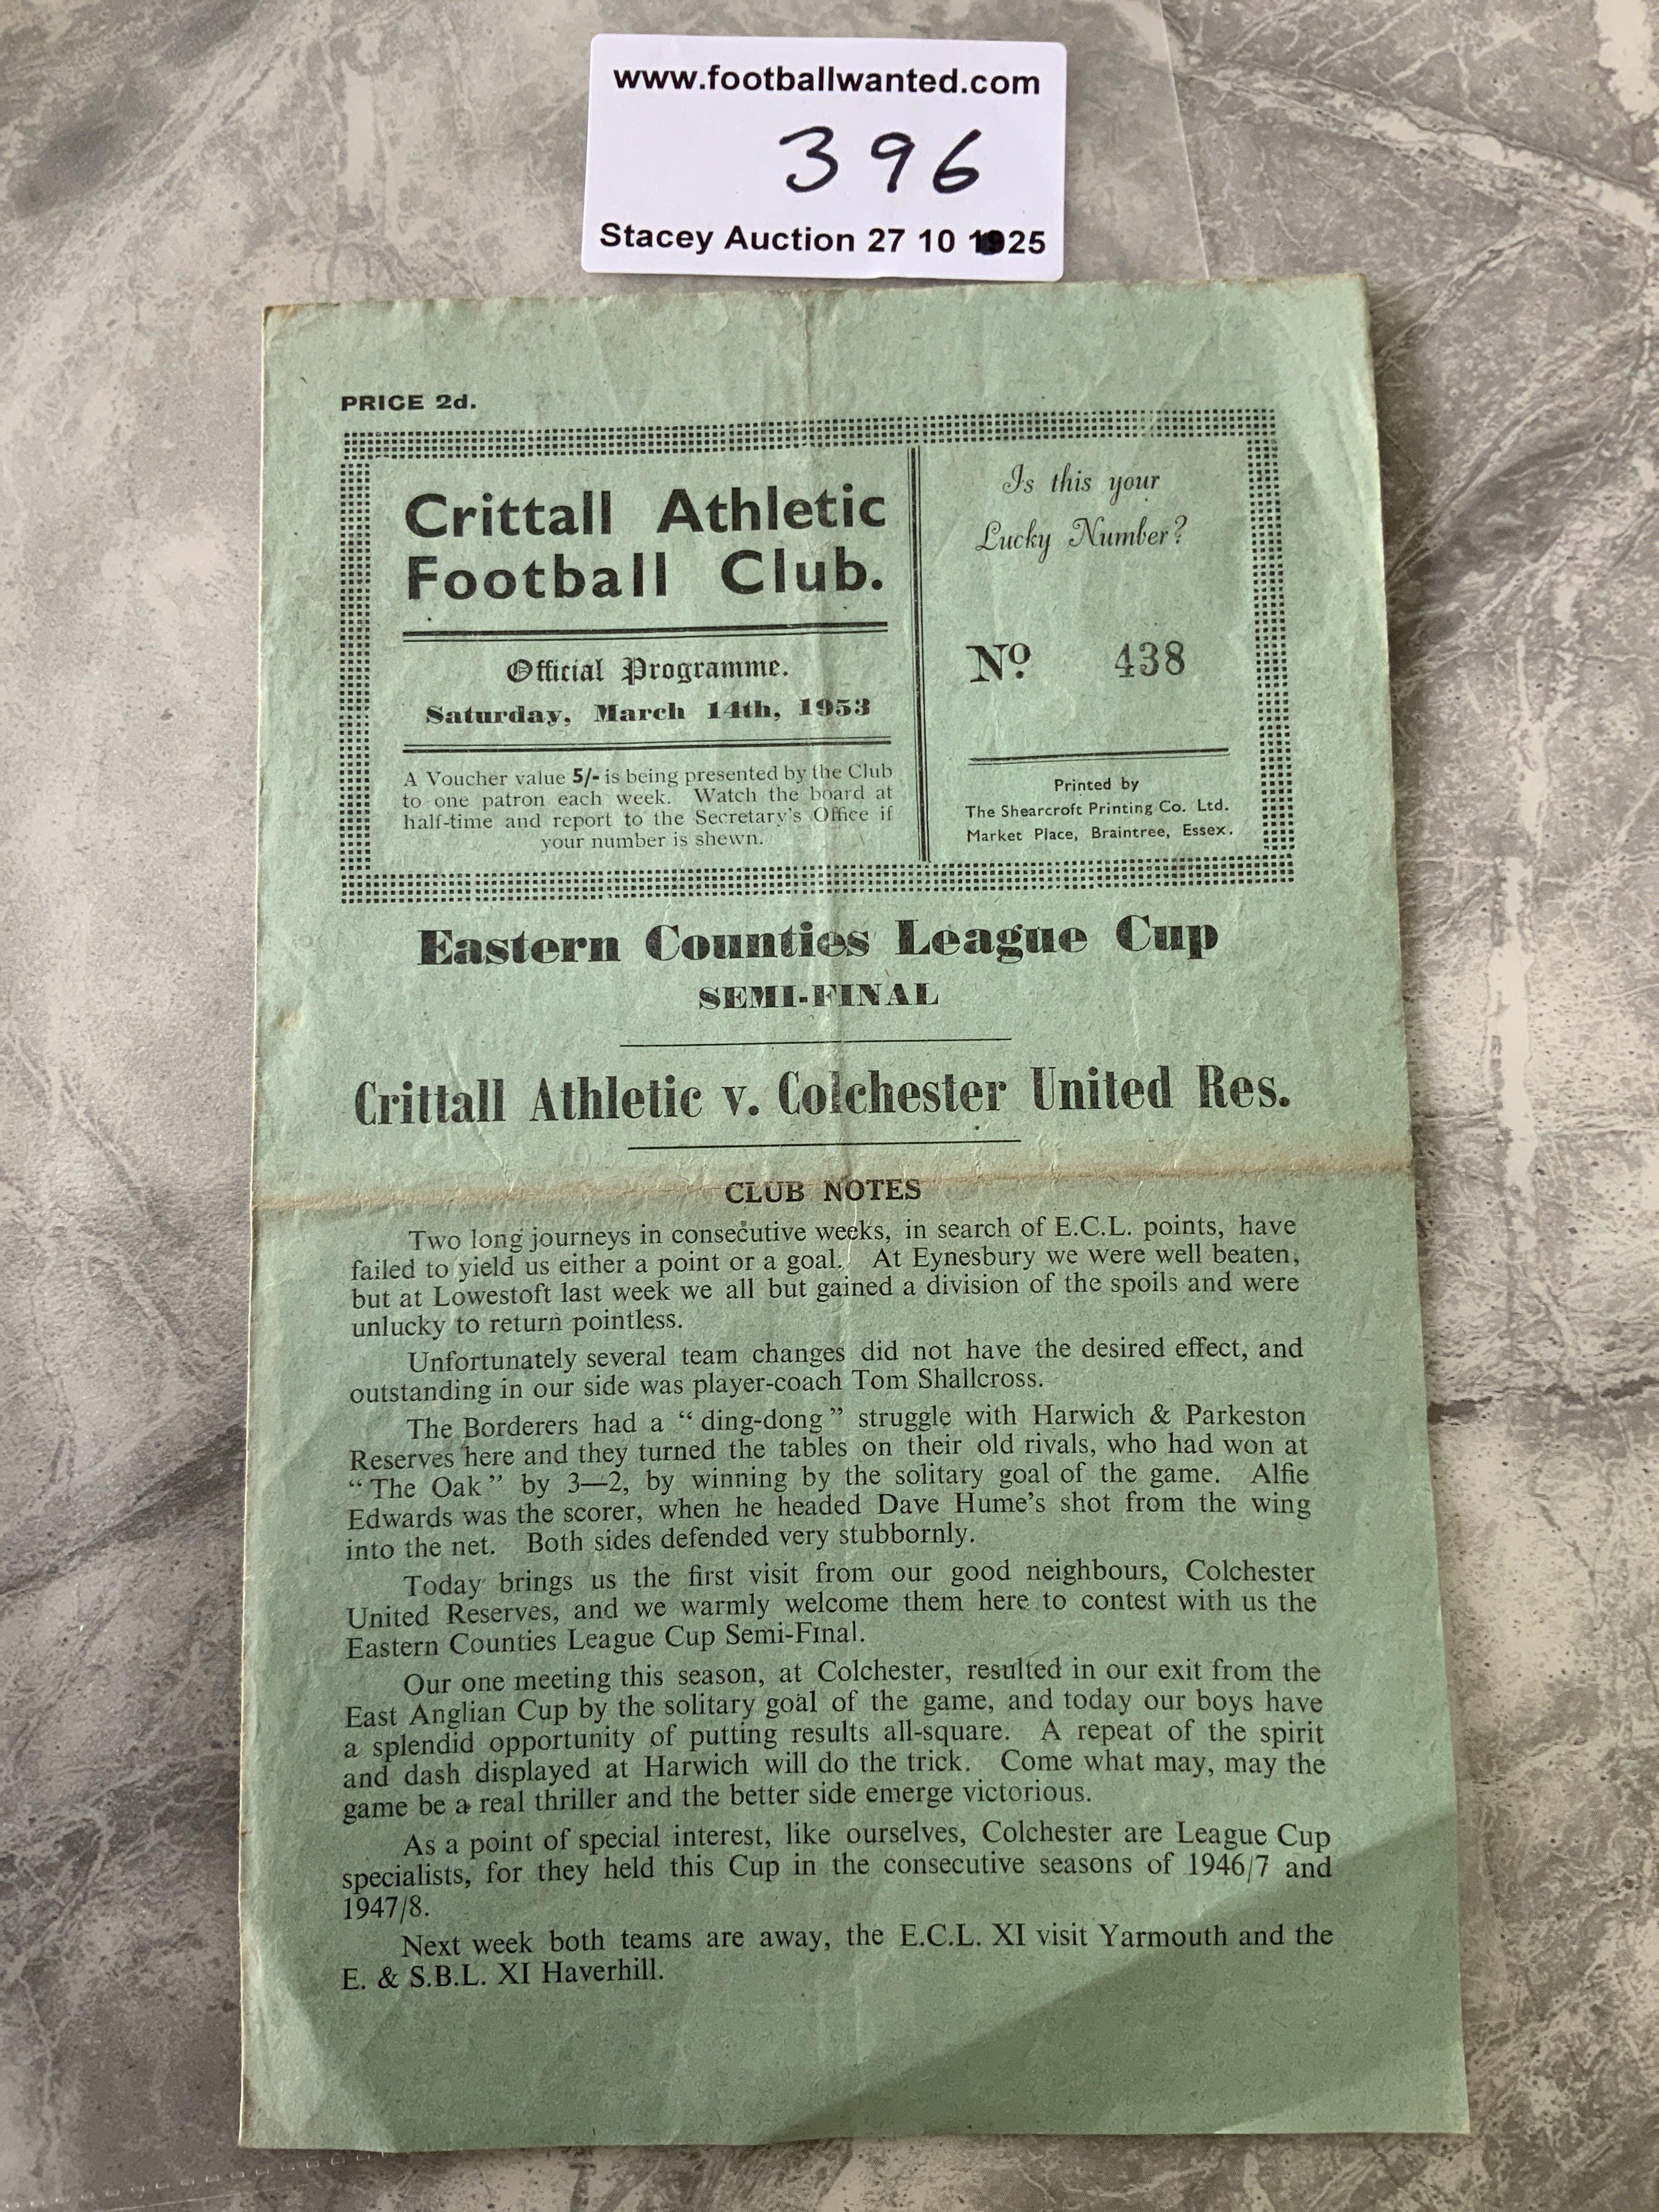 www.footballwanted.com
396
Stacey Auction 27 10 1925
PRICE 2d.
Crittall Athletic
Football Club.
Official Programme.
Saturday, March 14th, 1953
A Voucher value 5/- is being presented by the Club
to one patron each week. Watch the board at
half-time and report to the Secretary's Office if
your number is shewn.
Is this your
Lucky Number?
No. 438
Printed by
The Shearcroft Printing Co. Ltd.
Market Place, Braintree, Essex.
Eastern Counties League Cup
SEMI-FINAL
Crittall Athletic v. Colchester United Res.
CLUB NOTES
Two long journeys in consecutive weeks, in search of E.C.L. points, have
failed to yield us either a point or a goal. At Eynesbury we were well beaten,
but at Lowestoft last week we all but gained a division of the spoils and were
unlucky to return pointless.
Unfortunately several team changes did not have the desired effect, and
outstanding in our side was player-coach Tom Shallcross.
The Borderers had a "ding-dong" struggle with Harwich & Parkeston
Reserves here and they turned the tables on their old rivals, who had won at
"The Oak" by 3—2, by winning by the solitary goal of the game. Alfie
Edwards was the scorer, when he headed Dave Hume's shot from the wing
into the net. Both sides defended very stubbornly.
Today brings us the first visit from our good neighbours, Colchester
United Reserves, and we warmly welcome them here to contest with us the
Eastern Counties League Cup Semi-Final.
Our one meeting this season, at Colchester, resulted in our exit from the
East Anglian Cup by the solitary goal of the game, and today our boys have
a splendid opportunity of putting results all-square. A repeat of the spirit
and dash displayed at Harwich will do the trick. Come what may, may the
game be a real thriller and the better side emerge victorious.
As a point of special interest, like ourselves, Colchester are League Cup
specialists, for they held this Cup in the consecutive seasons of 1946/7 and
1947/8.
Next week both teams are away, the E.C.L. XI visit Yarmouth and the
E. & S.B.L. XI Haverhill.